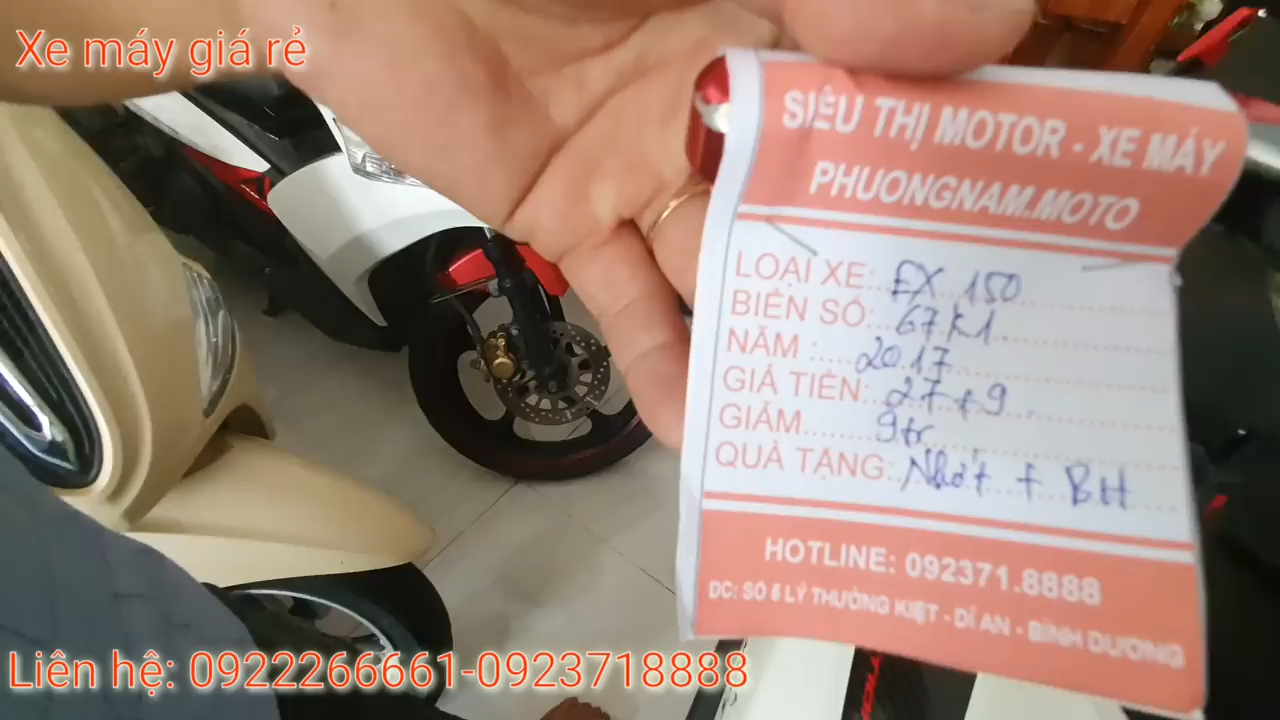 Xe máy giá rẻ
SIÊU THỊ MOTOR - XE MÁY
PHUONGNAM.MOTO
LOẠI XE: EX 150
BIỂN SỐ: 67K1
NĂM : 2017
GIÁ TIỀN: 27tr9
GIẢM 9tr
QUÀ TẶNG: Nhớt + BH
HOTLINE: 092371.8888
ĐC: SỐ 6 LÝ THƯỜNG KIỆT - DĨ AN - BÌNH DƯƠNG
Liên hệ: 0922266661-0923718888